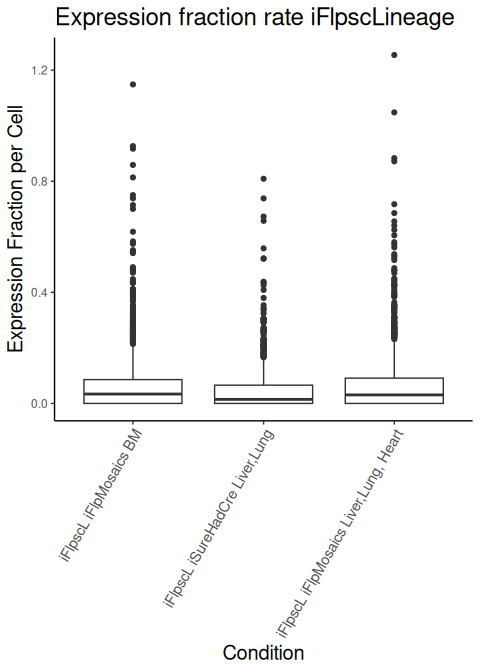 Expression fraction rate iFlpscLineage
Expression Fraction per Cell
1.2
0.8
0.4
0.0
iFlpscL iFlpMosaics BM
iFlpscL iSureHadCre Liver,Lung
iFlpscL iFlpMosaics Liver,Lung, Heart
Condition